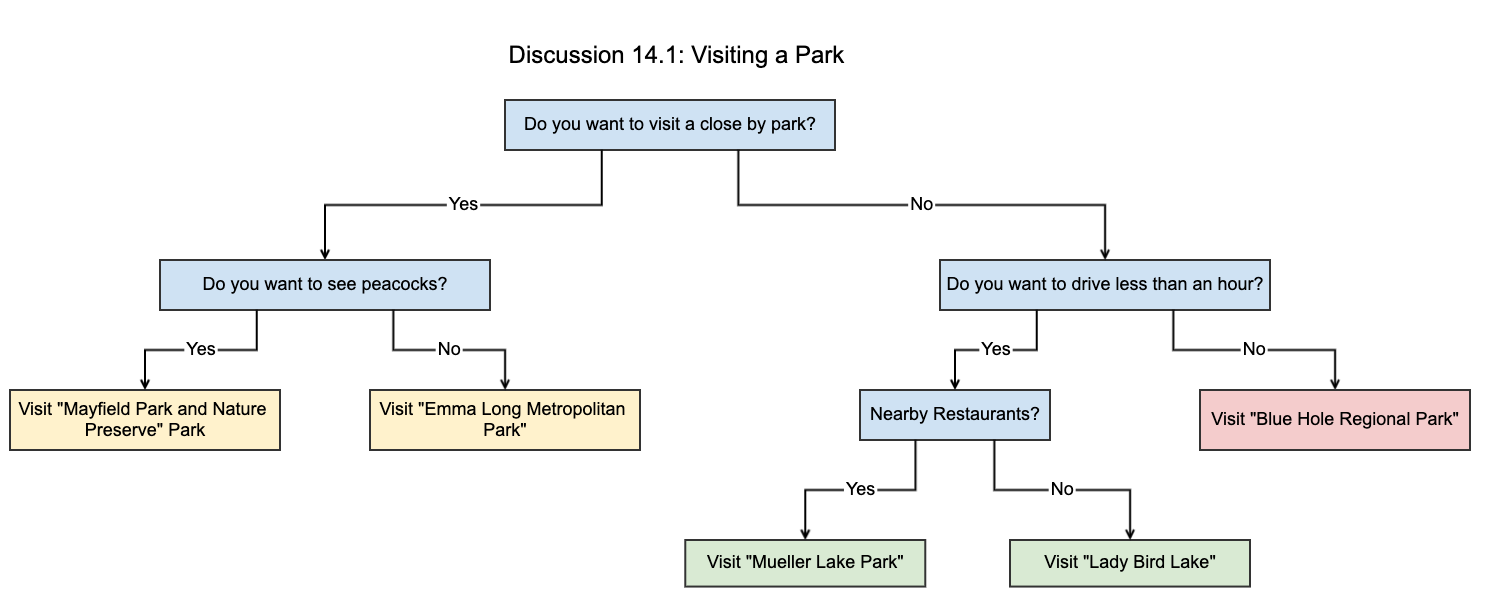 Discussion 14.1: Visiting a Park
Do you want to visit a close by park?
Yes
No
Do you want to see peacocks?
Do you want to drive less than an hour?
Yes
No
Yes
No
Visit "Mayfield Park and Nature
Preserve" Park
Visit "Emma Long Metropolitan
Park"
Nearby Restaurants?
Visit "Blue Hole Regional Park"
Yes
No
Visit "Mueller Lake Park"
Visit "Lady Bird Lake"